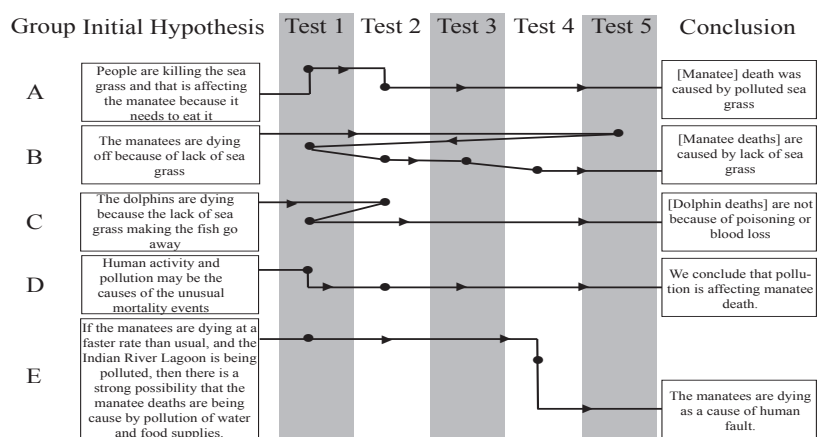 Group Initial Hypothesis Test 1 Test 2 Test 3 Test 4 Test 5 Conclusion
A
People are killing the sea
grass and that is affecting
the manatee because it
needs to eat it
[Manatee] death was
caused by polluted sea
grass
B
The manatees are dying
off because of lack of sea
grass
[Manatee deaths] are
caused by lack of sea
grass
C
The dolphins are dying
because the lack of sea
grass making the fish go
away
[Dolphin deaths] are not
because of poisoning or
blood loss
D
Human activity and
pollution may be the
causes of the unusual
mortality events
We conclude that pollu-
tion is affecting manatee
death.
E
If the manatees are dying at a
faster rate than usual, and the
Indian River Lagoon is being
polluted, then there is a
strong possibility that the
manatee deaths are being
cause by pollution of water
and food supplies.
The manatees are dying
as a cause of human
fault.